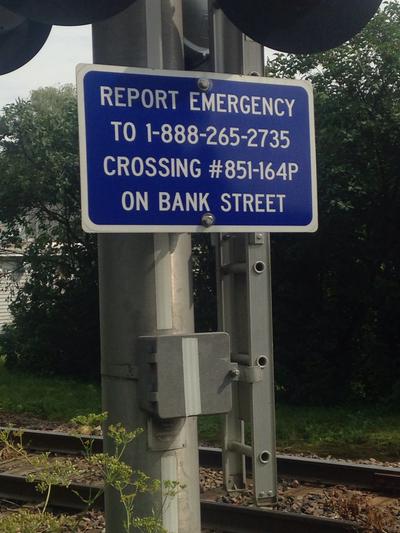 REPORT EMERGENCY
TO 1-888-265-2735
CROSSING #851-164P
ON BANK STREET